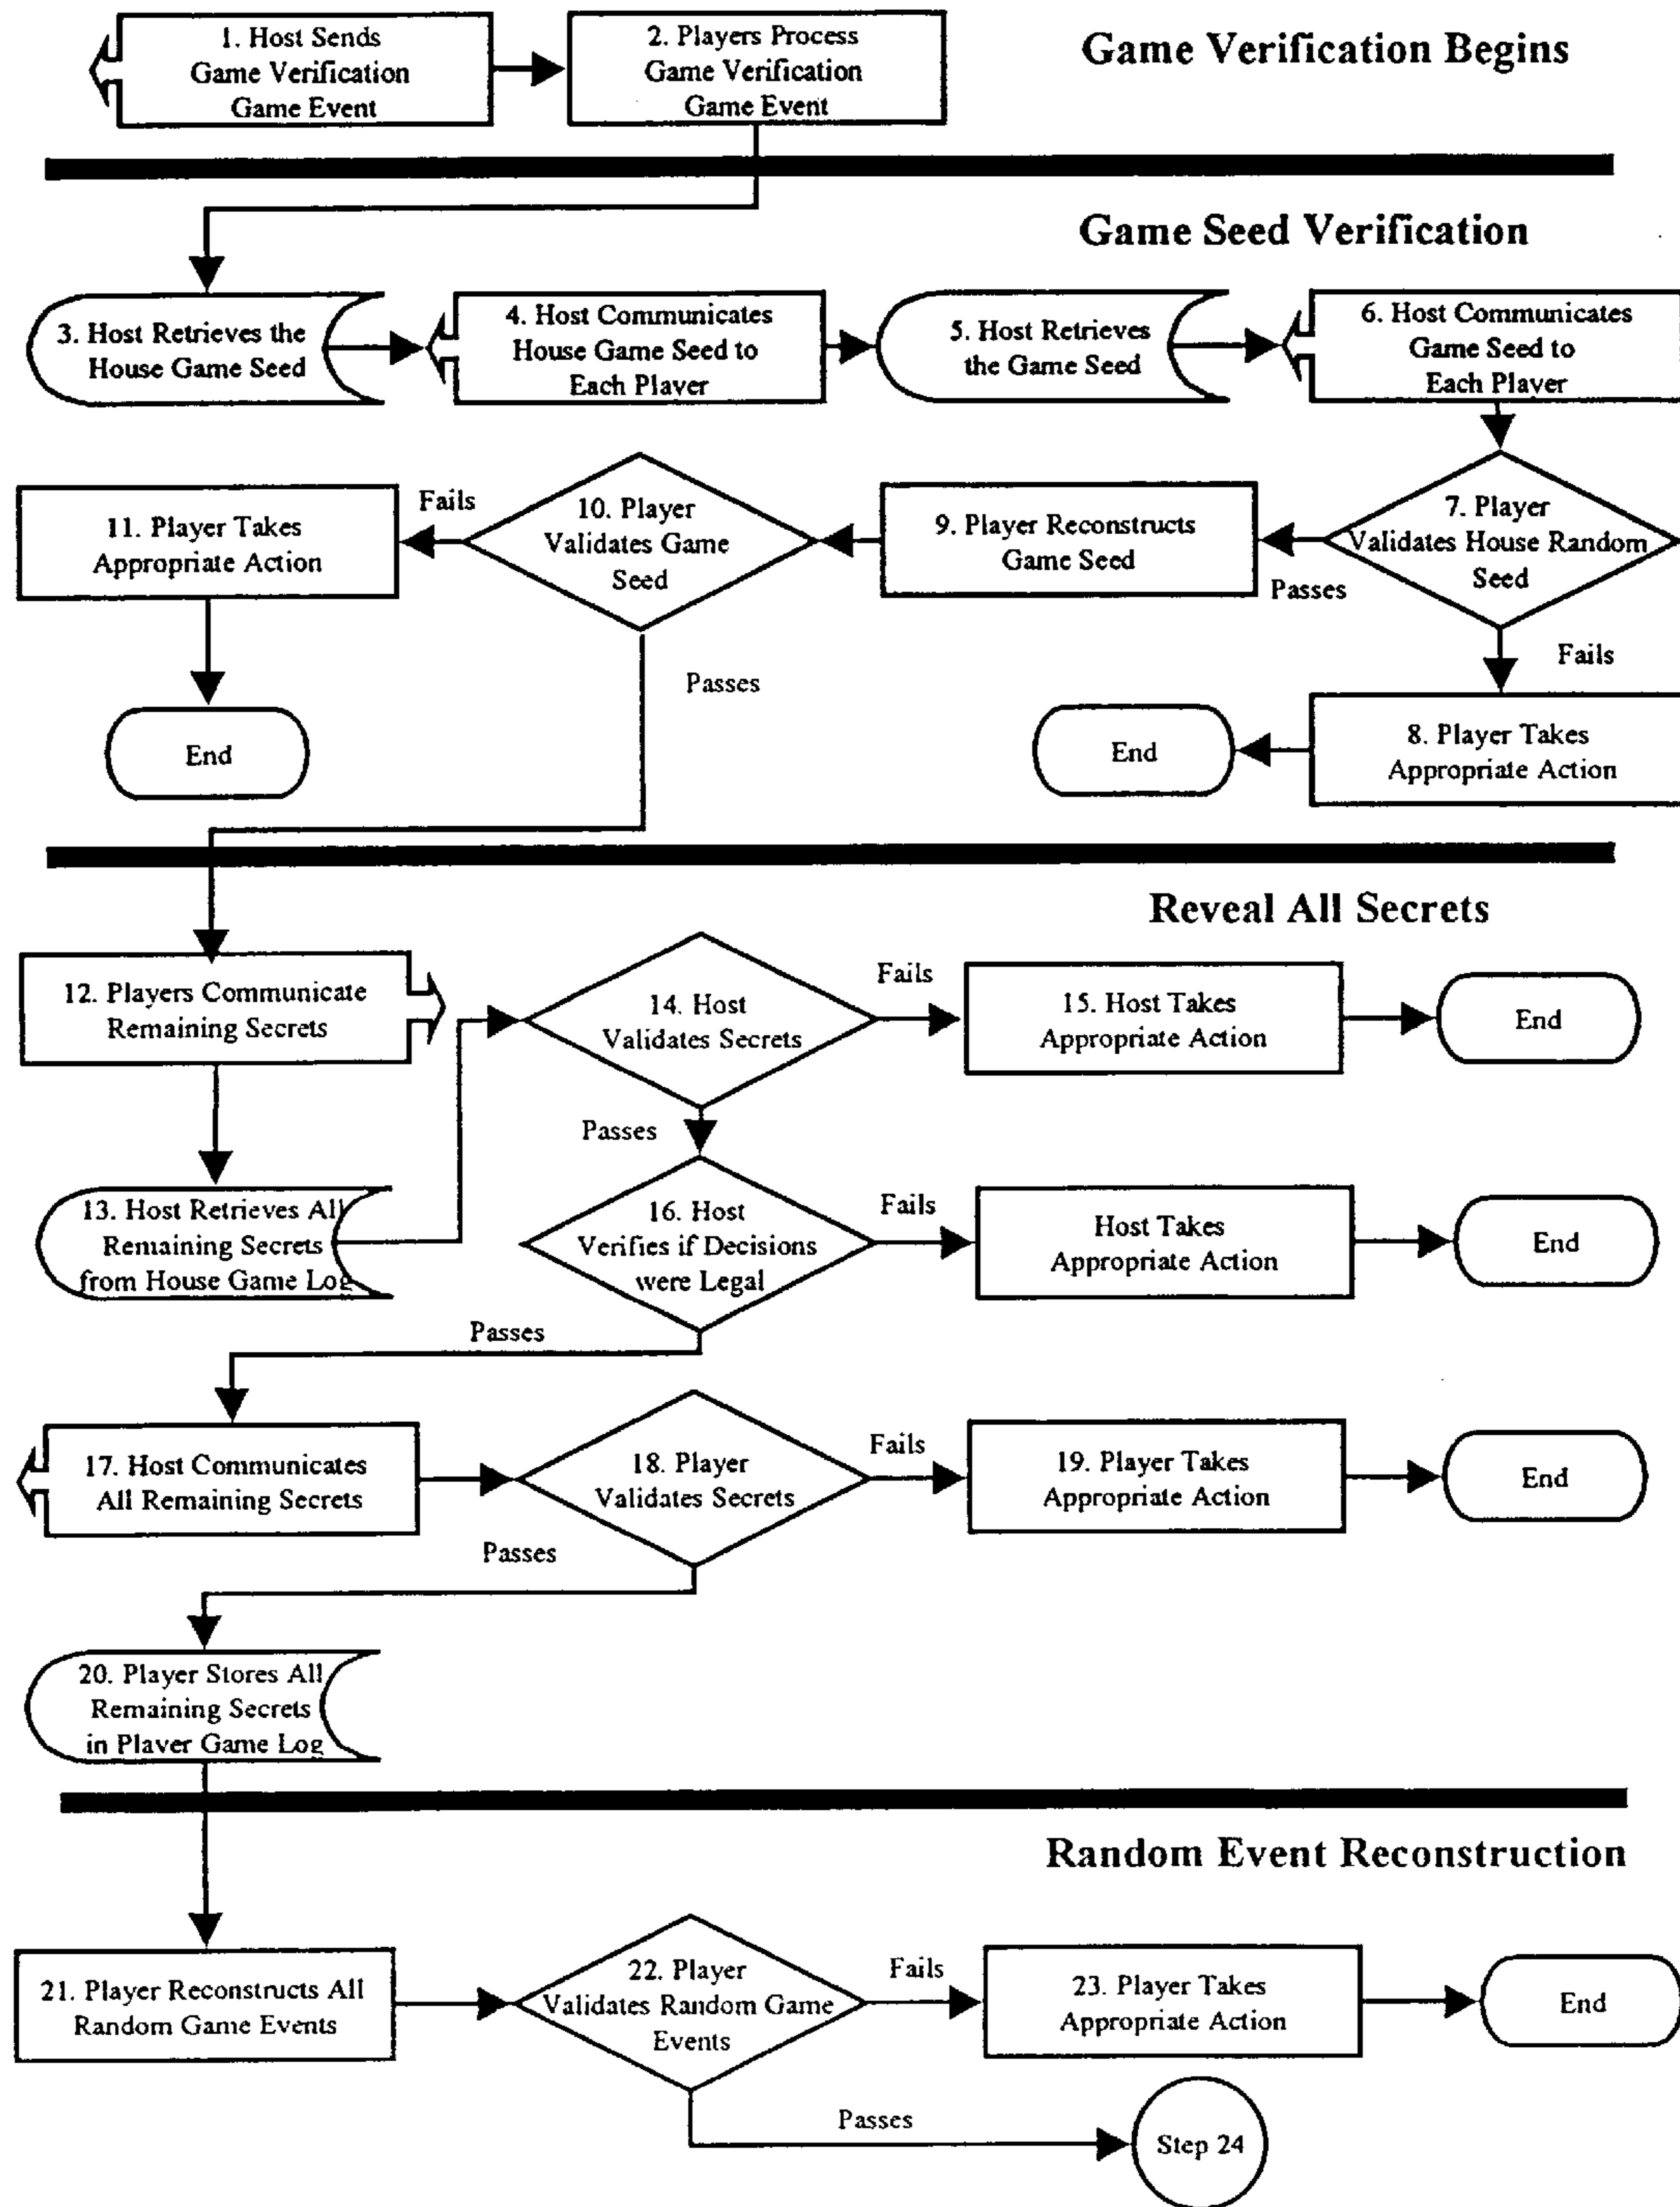 1. Host Sends
Game Verification
Game Event
2. Players Process
Game Verification
Game Event
Game Verification Begins
Game Seed Verification
3. Host Retrieves the
House Game Seed
4. Host Communicates
House Game Seed to
Each Player
5. Host Retrieves
the Game Seed
6. Host Communicates
Game Seed to
Each Player
7. Player
Validates House Random
Seed
Passes
Fails
8. Player Takes
Appropriate Action
End
9. Player Reconstructs
Game Seed
10. Player
Validates Game
Seed
Fails
11. Player Takes
Appropriate Action
End
Passes
Reveal All Secrets
12. Players Communicate
Remaining Secrets
13. Host Retrieves All
Remaining Secrets
from House Game Log
14. Host
Validates Secrets
Fails
15. Host Takes
Appropriate Action
End
Passes
16. Host
Verifies if Decisions
were Legal
Fails
Host Takes
Appropriate Action
End
Passes
17. Host Communicates
All Remaining Secrets
18. Player
Validates Secrets
Fails
19. Player Takes
Appropriate Action
End
Passes
20. Player Stores All
Remaining Secrets
in Player Game Log
Random Event Reconstruction
21. Player Reconstructs All
Random Game Events
22. Player
Validates Random Game
Events
Fails
23. Player Takes
Appropriate Action
End
Passes
Step 24